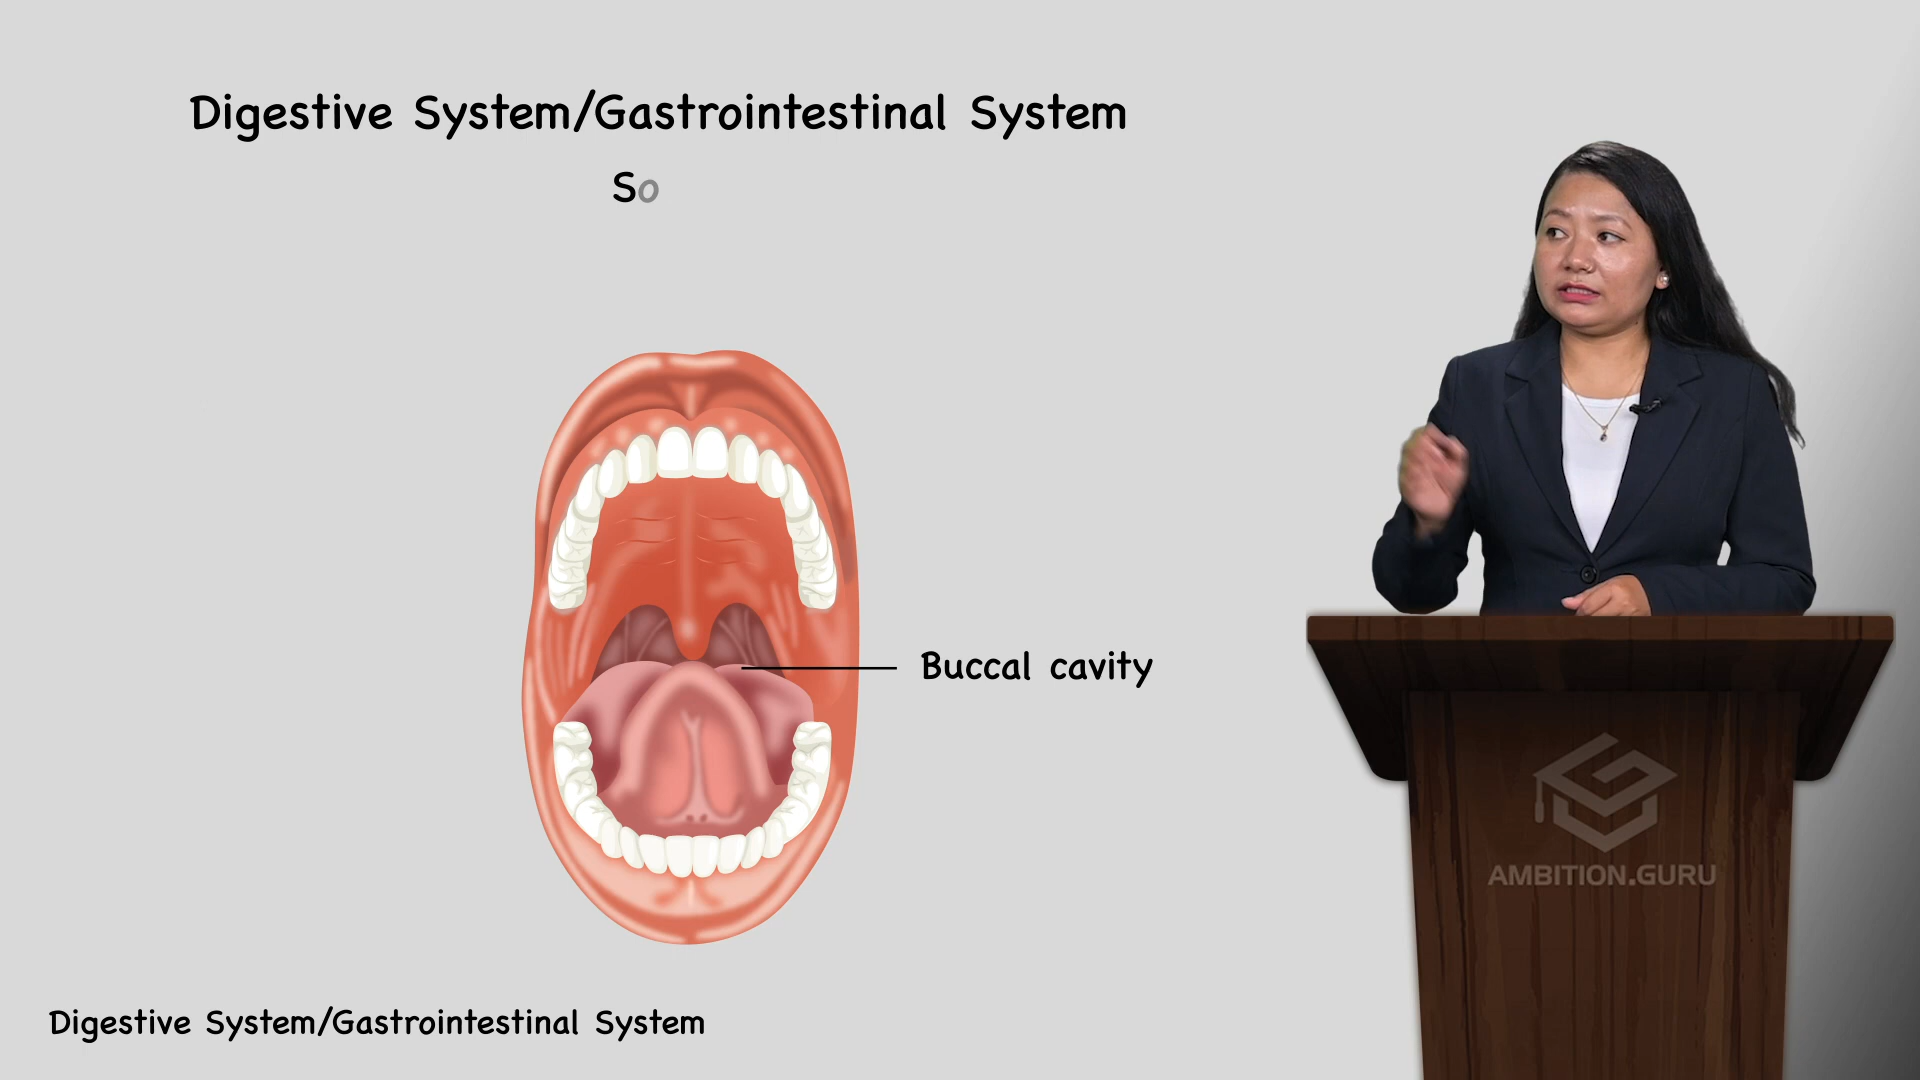 Digestive System/Gastrointestinal System
So
Buccal cavity
AMBITION.GURU
Digestive System/Gastrointestinal System